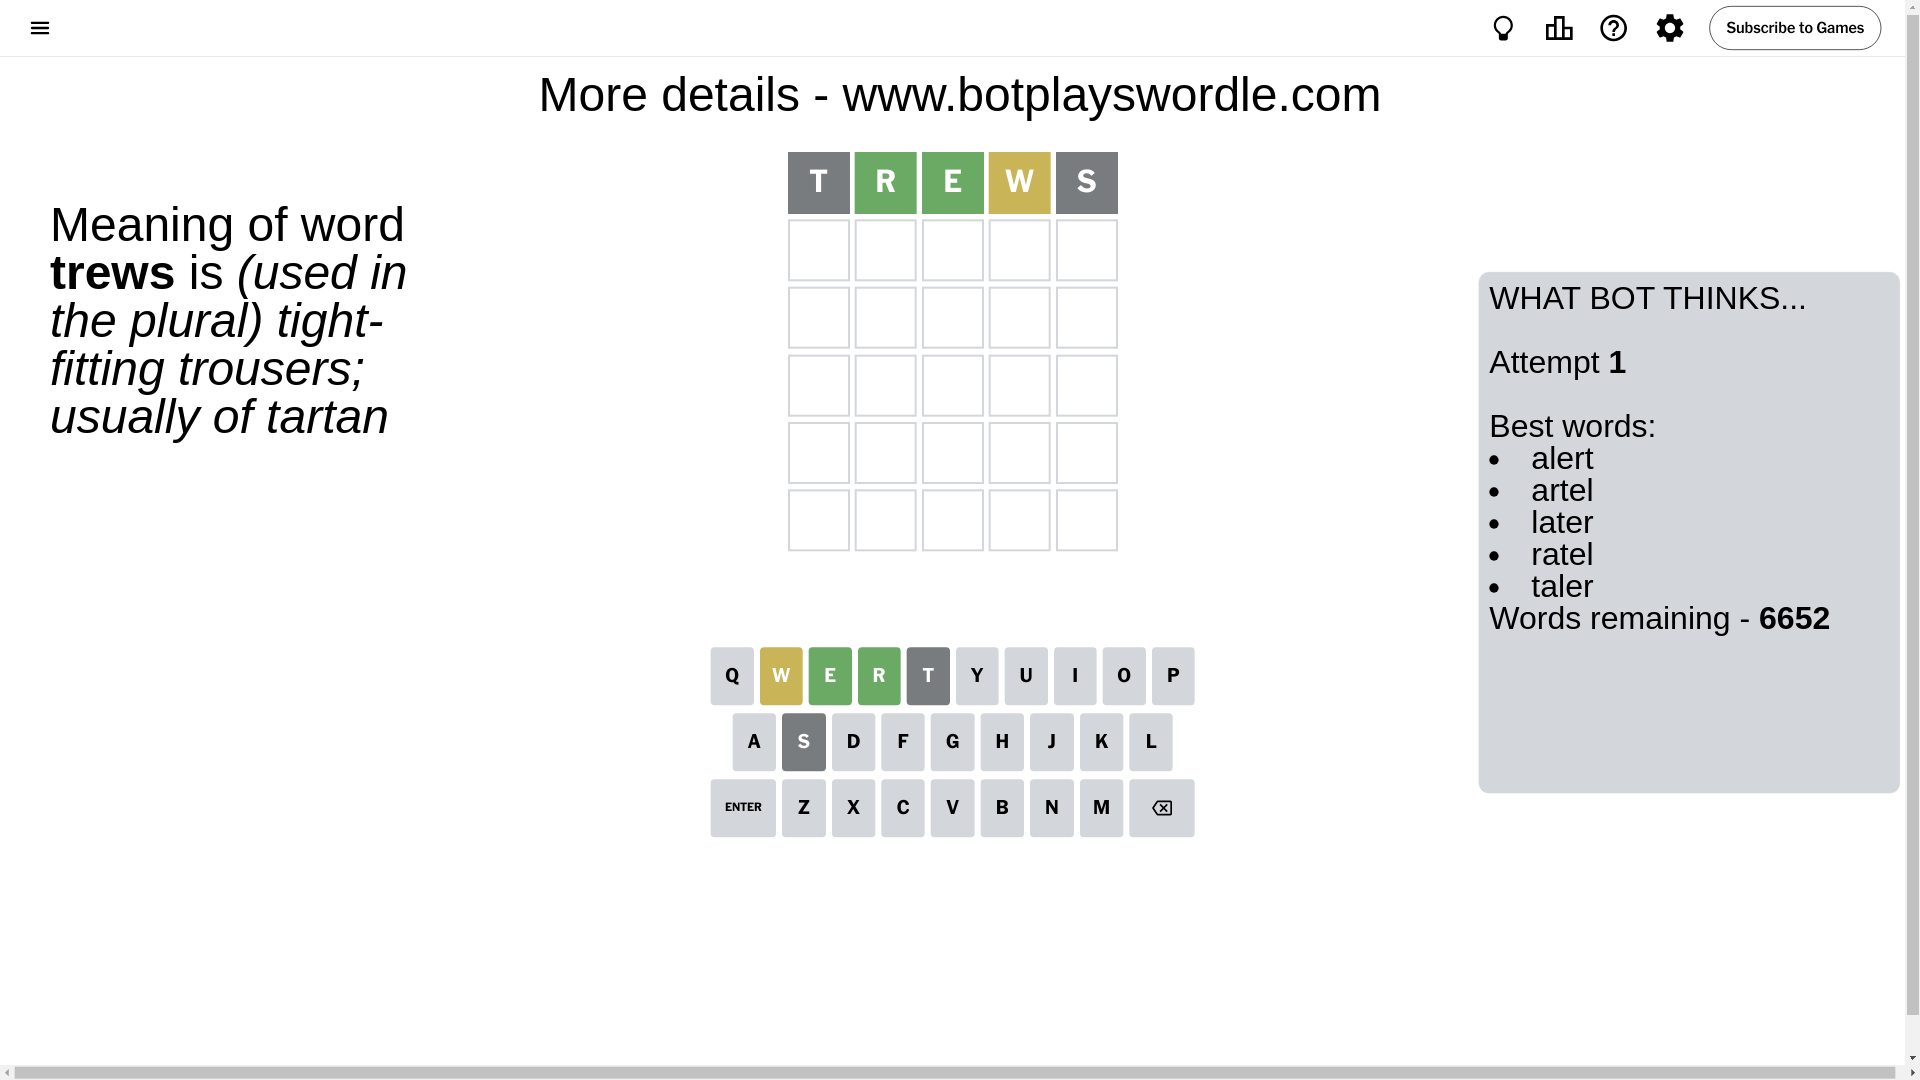 Subscribe to Games
More details - www.botplayswordle.com
Meaning of word
trews is (used in
the plural) tight-
fitting trousers;
usually of tartan
T R E W S
WHAT BOT THINKS...
Attempt 1
Best words:
alert
artel
later
ratel
taler
Words remaining - 6652
Q W E R T Y U I O P
A S D F G H J K L
ENTER Z X C V B N M